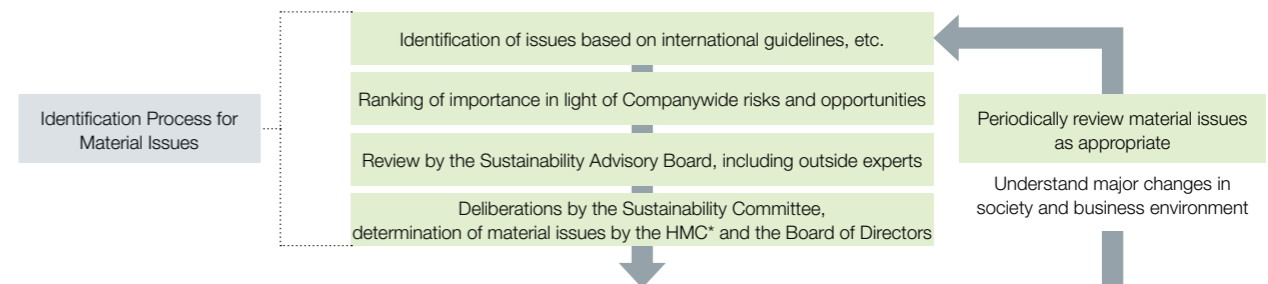 Identification of issues based on international guidelines, etc.
Ranking of importance in light of Companywide risks and opportunities
Identification Process for
Material Issues
Review by the Sustainability Advisory Board, including outside experts
Deliberations by the Sustainability Committee,
determination of material issues by the HMC* and the Board of Directors
Periodically review material issues
as appropriate
Understand major changes in
society and business environment